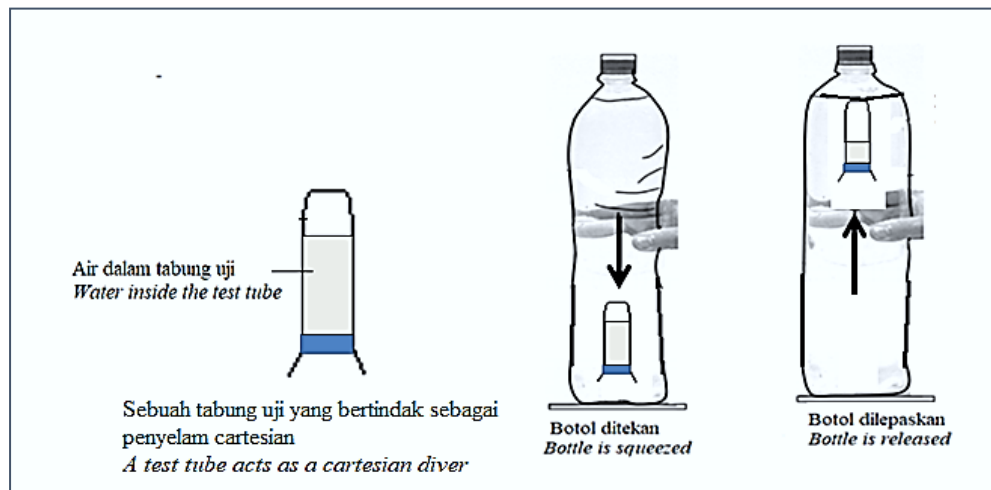 Air dalam tabung uji
Water inside the test tube
Sebuah tabung uji yang bertindak sebagai
penyelam cartesian
A test tube acts as a cartesian diver
Botol ditekan
Bottle is squeezed
Botol dilepaskan
Bottle is released